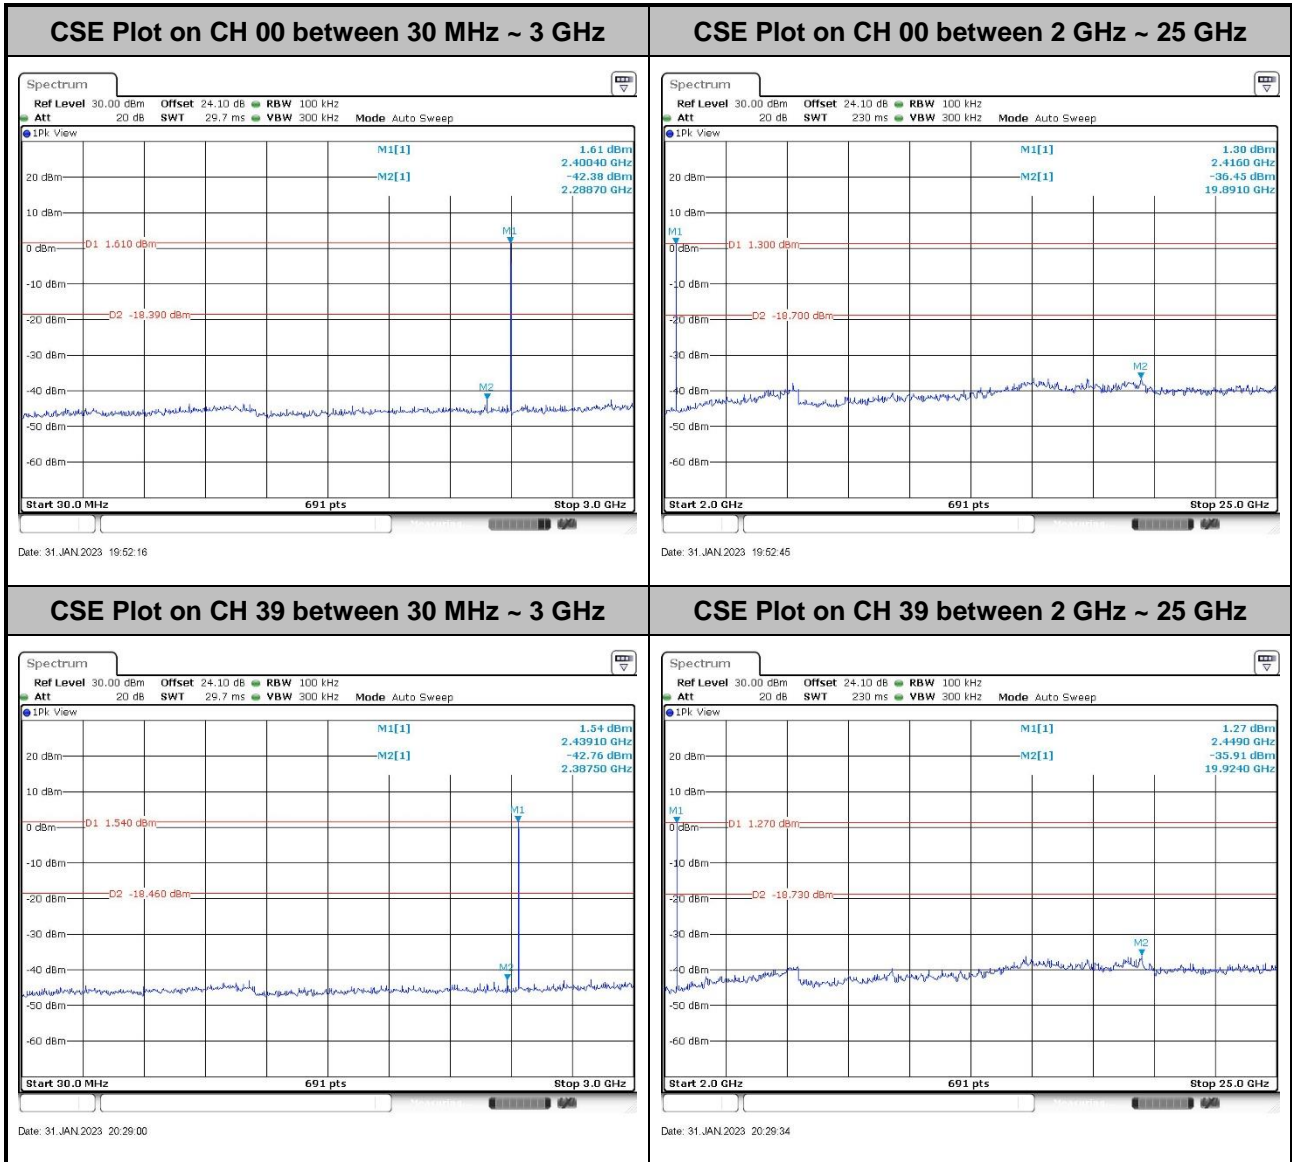 CSE Plot on CH 00 between 30 MHz ~ 3 GHz
Spectrum
Ref Level 30.00 dBm Offset 24.10 dB RBW 100 kHz
Att 20 dB SWT 29.7 ms VBW 300 kHz Mode Auto Sweep
1Pk View
M1[1] 1.61 dBm
2.40040 GHz
M2[1] -42.38 dBm
2.28870 GHz
20 dBm
10 dBm
M1
0 dBm D1 1.610 dBm
-10 dBm
D2 -18.390 dBm
-20 dBm
-30 dBm
M2
-40 dBm
-50 dBm
-60 dBm
Start 30.0 MHz 691 pts Stop 3.0 GHz
Date: 31.JAN.2023 19:52:16
CSE Plot on CH 00 between 2 GHz ~ 25 GHz
Spectrum
Ref Level 30.00 dBm Offset 24.10 dB RBW 100 kHz
Att 20 dB SWT 230 ms VBW 300 kHz Mode Auto Sweep
1Pk View
M1[1] 1.30 dBm
2.4160 GHz
M2[1] -36.45 dBm
19.8910 GHz
20 dBm
10 dBm
M1
0 dBm D1 1.300 dBm
-10 dBm
D2 -18.700 dBm
-20 dBm
-30 dBm
M2
-40 dBm
-50 dBm
-60 dBm
Start 2.0 GHz 691 pts Stop 25.0 GHz
Date: 31.JAN.2023 19:52:45
CSE Plot on CH 39 between 30 MHz ~ 3 GHz
Spectrum
Ref Level 30.00 dBm Offset 24.10 dB RBW 100 kHz
Att 20 dB SWT 29.7 ms VBW 300 kHz Mode Auto Sweep
1Pk View
M1[1] 1.54 dBm
2.43910 GHz
M2[1] -42.76 dBm
2.38750 GHz
20 dBm
10 dBm
M1
0 dBm D1 1.540 dBm
-10 dBm
D2 -18.460 dBm
-20 dBm
-30 dBm
M2
-40 dBm
-50 dBm
-60 dBm
Start 30.0 MHz 691 pts Stop 3.0 GHz
Date: 31.JAN.2023 20:29:00
CSE Plot on CH 39 between 2 GHz ~ 25 GHz
Spectrum
Ref Level 30.00 dBm Offset 24.10 dB RBW 100 kHz
Att 20 dB SWT 230 ms VBW 300 kHz Mode Auto Sweep
1Pk View
M1[1] 1.27 dBm
2.4490 GHz
M2[1] -35.91 dBm
19.9240 GHz
20 dBm
10 dBm
M1
0 dBm D1 1.270 dBm
-10 dBm
D2 -18.730 dBm
-20 dBm
-30 dBm
M2
-40 dBm
-50 dBm
-60 dBm
Start 2.0 GHz 691 pts Stop 25.0 GHz
Date: 31.JAN.2023 20:29:34